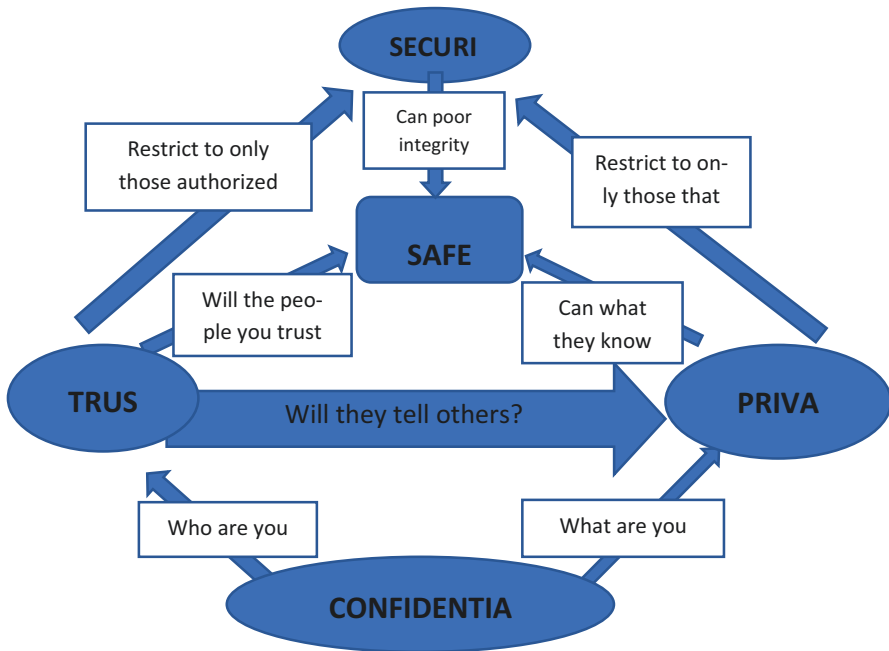 SECURI
Can poor
integrity
Restrict to only
those authorized
Restrict to on-
ly those that
SAFE
Will the peo-
ple you trust
Can what
they know
TRUS
Will they tell others?
PRIVA
Who are you
What are you
CONFIDENTIA